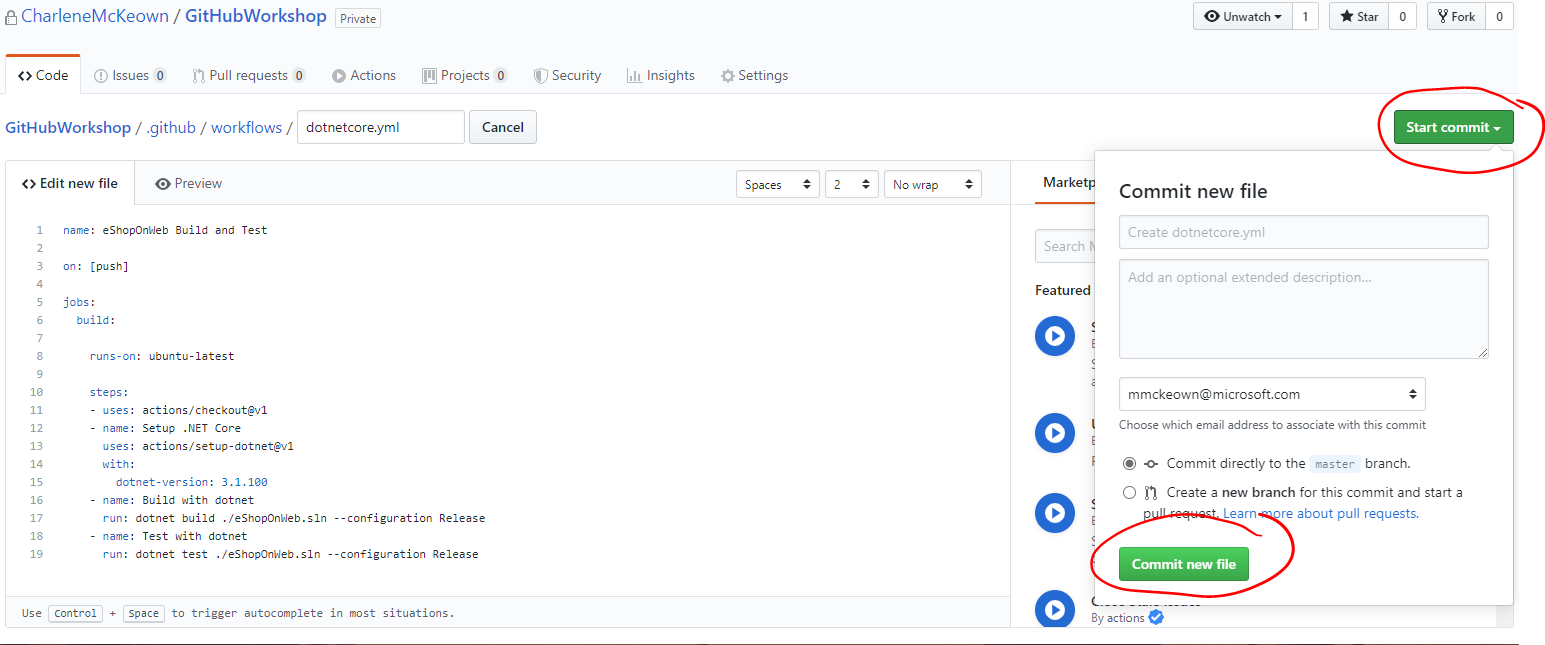 CharleneMcKeown / GitHubWorkshop Private
Unwatch 1 Star 0 Fork 0
Code Issues 0 Pull requests 0 Actions Projects 0 Security Insights Settings
GitHubWorkshop / .github / workflows / dotnetcore.yml Cancel
Start commit
Edit new file Preview
Spaces 2 No wrap
1 name: eShopOnWeb Build and Test
2
3 on: [push]
4
5 jobs:
6 build:
7
8 runs-on: ubuntu-latest
9
10 steps:
11 - uses: actions/checkout@v1
12 - name: Setup .NET Core
13 uses: actions/setup-dotnet@v1
14 with:
15 dotnet-version: 3.1.100
16 - name: Build with dotnet
17 run: dotnet build ./eShopOnWeb.sln --configuration Release
18 - name: Test with dotnet
19 run: dotnet test ./eShopOnWeb.sln --configuration Release
Use Control + Space to trigger autocomplete in most situations.
Marketp
Search
Featured
By actions
Commit new file
Create dotnetcore.yml
Add an optional extended description...
mmckeown@microsoft.com
Choose which email address to associate with this commit
Commit directly to the master branch.
Create a new branch for this commit and start a
pull request. Learn more about pull requests.
Commit new file